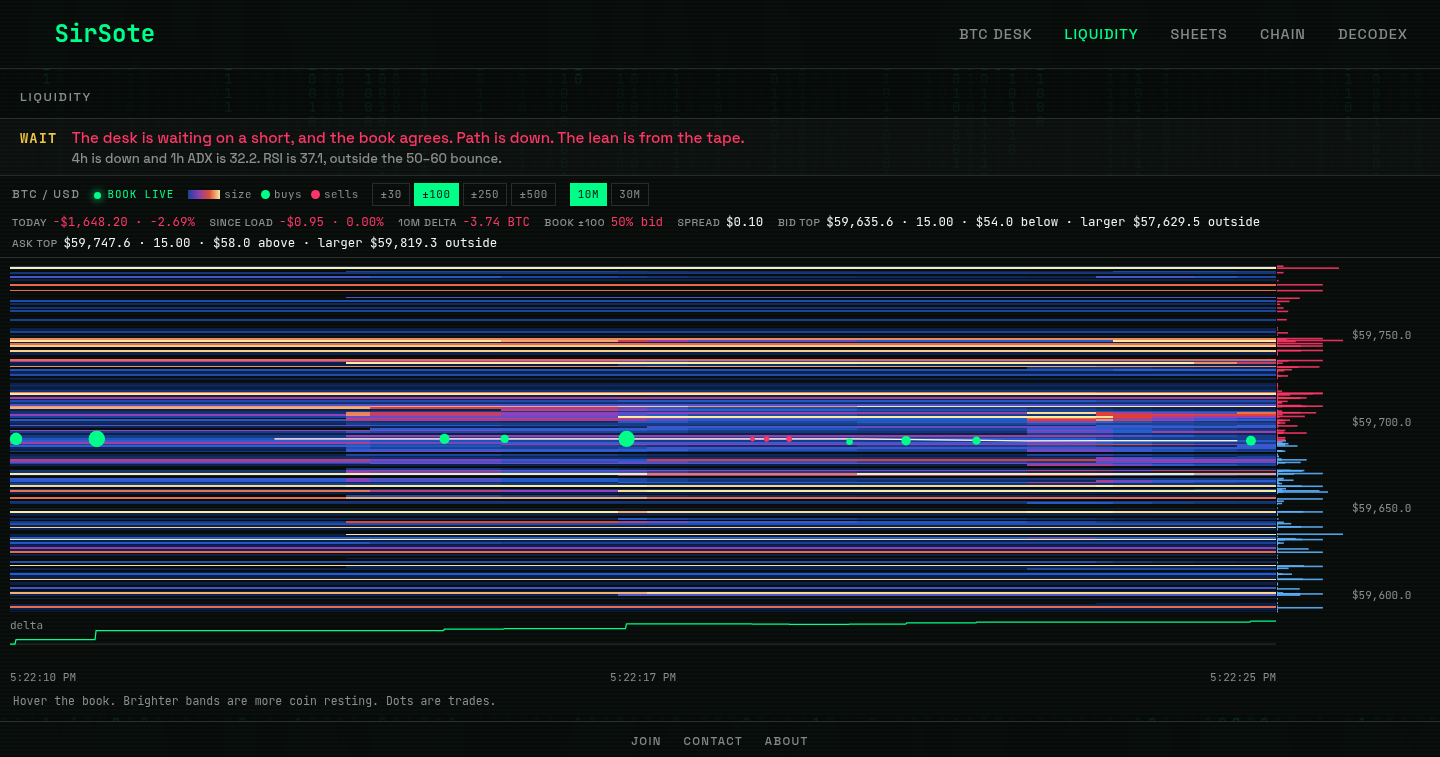 SirSote
BTC DESK LIQUIDITY SHEETS CHAIN DECODEX
LIQUIDITY
WAIT The desk is waiting on a short, and the book agrees. Path is down. The lean is from the tape.
4h is down and 1h ADX is 32.2. RSI is 37.1, outside the 50–60 bounce.
BTC / USD BOOK LIVE size buys sells ±30 ±100 ±250 ±500 10M 30M
TODAY -$1,648.20 · -2.69% SINCE LOAD -$0.95 · 0.00% 10M DELTA -3.74 BTC BOOK ±100 50% bid SPREAD $0.10 BID TOP $59,635.6 · 15.00 · $54.0 below · larger $57,629.5 outside
ASK TOP $59,747.6 · 15.00 · $58.0 above · larger $59,819.3 outside
$59,750.0
$59,700.0
$59,650.0
$59,600.0
delta
5:22:10 PM 5:22:17 PM 5:22:25 PM
Hover the book. Brighter bands are more coin resting. Dots are trades.
JOIN CONTACT ABOUT